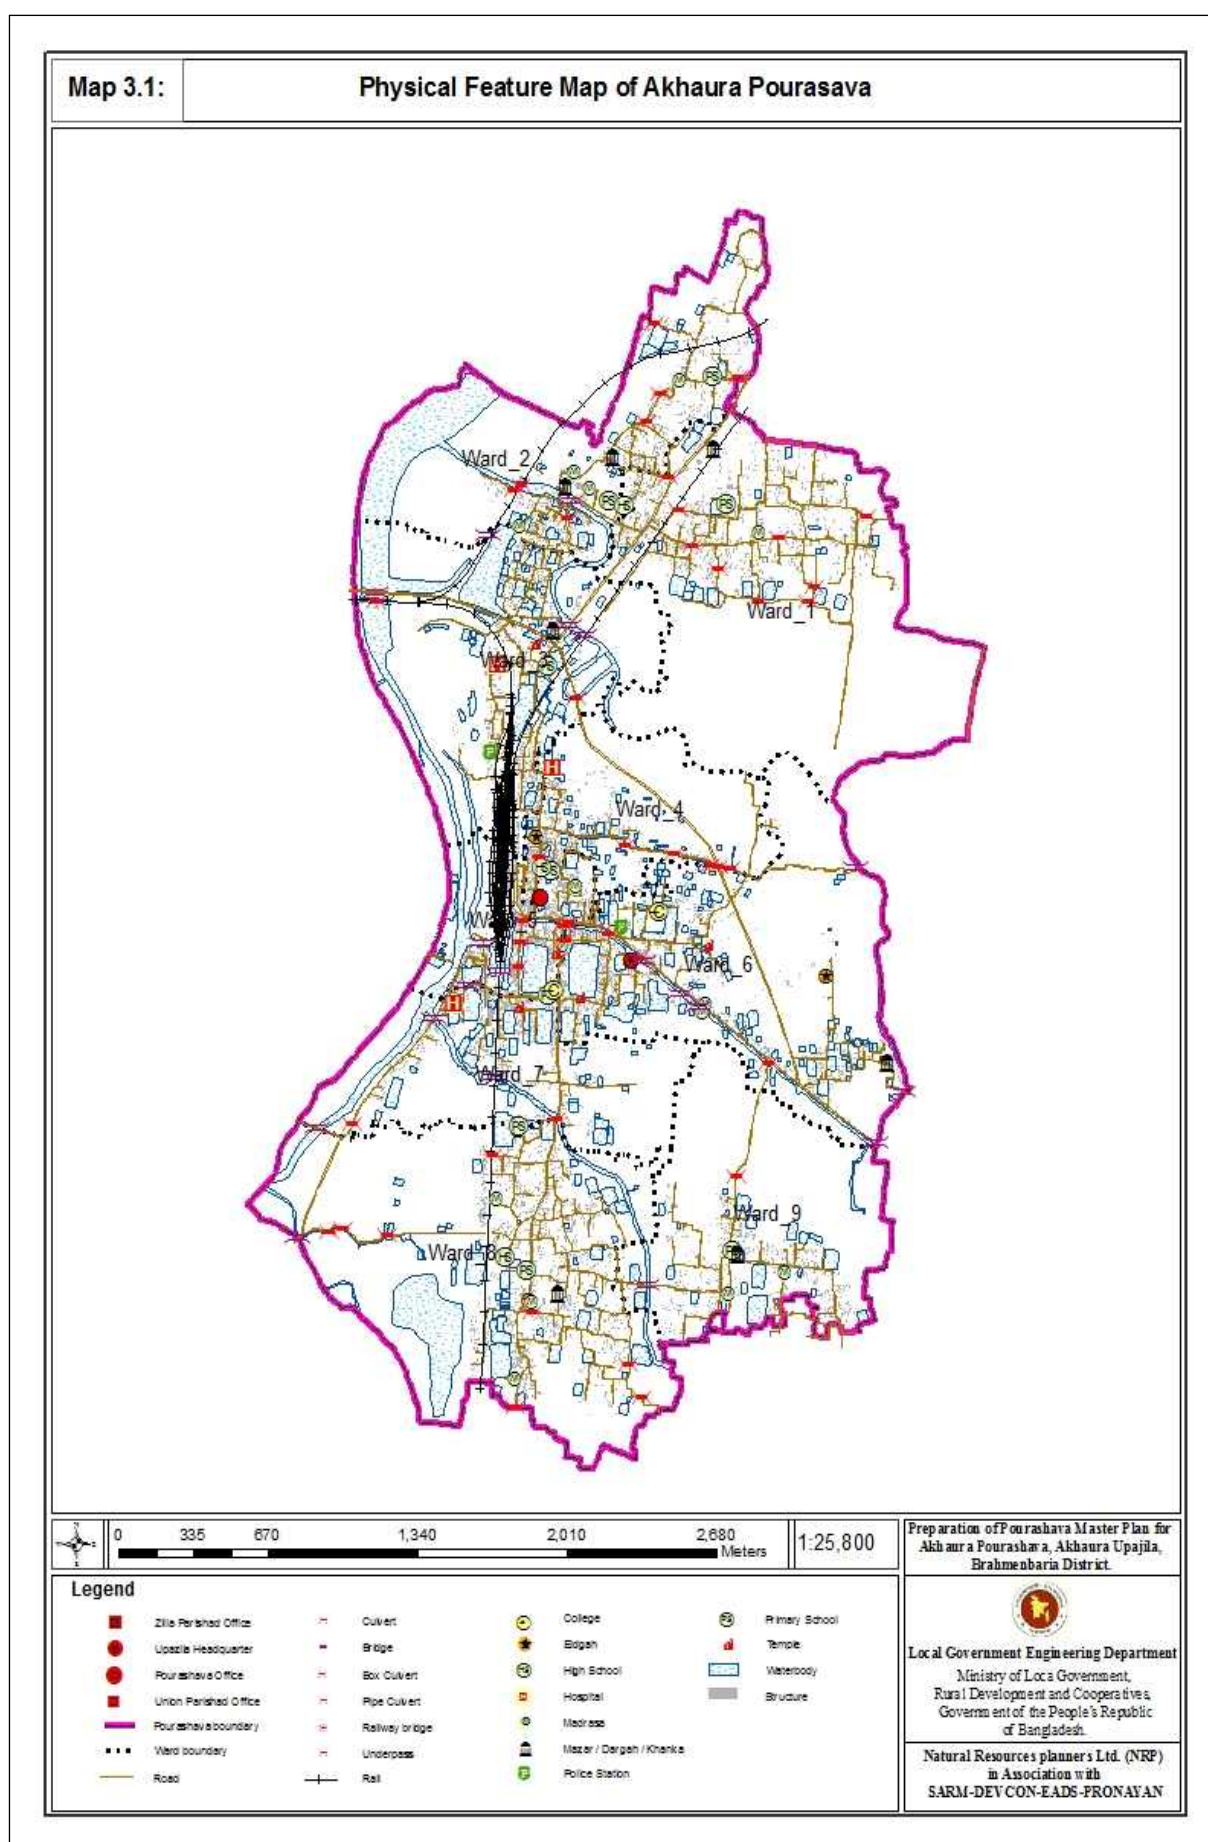 Map 3.1:
Physical Feature Map of Akhaura Pourasava
Ward_2
Ward_1
Ward_3
Ward_4
Ward_5
Ward_6
Ward_7
Ward_9
Ward_8
0 335 670 1,340 2,010 2,680
Meters
1:25,800
Preparation of Pourashava Master Plan for
Akhaura Pourashava, Akhaura Upajila,
Brahmenbaria District.
Legend
Zilla Parishad Office
Upazila Headquarter
Pourashava Office
Union Parishad Office
Pourashava boundary
Ward boundary
Road
Culvert
Bridge
Box Culvert
Pipe Culvert
Railway bridge
Underpass
Rail
College
Eidgah
High School
Hospital
Madrasa
Mazar / Dargah / Khanka
Police Station
Primary School
Temple
Waterbody
Structure
Local Government Engineering Department
Ministry of Loca Government,
Rural Development and Cooperatives,
Government of the People's Republic
of Bangladesh.
Natural Resources planners Ltd. (NRP)
in Association with
SARM-DEVCON-EADS-PRONAYAN